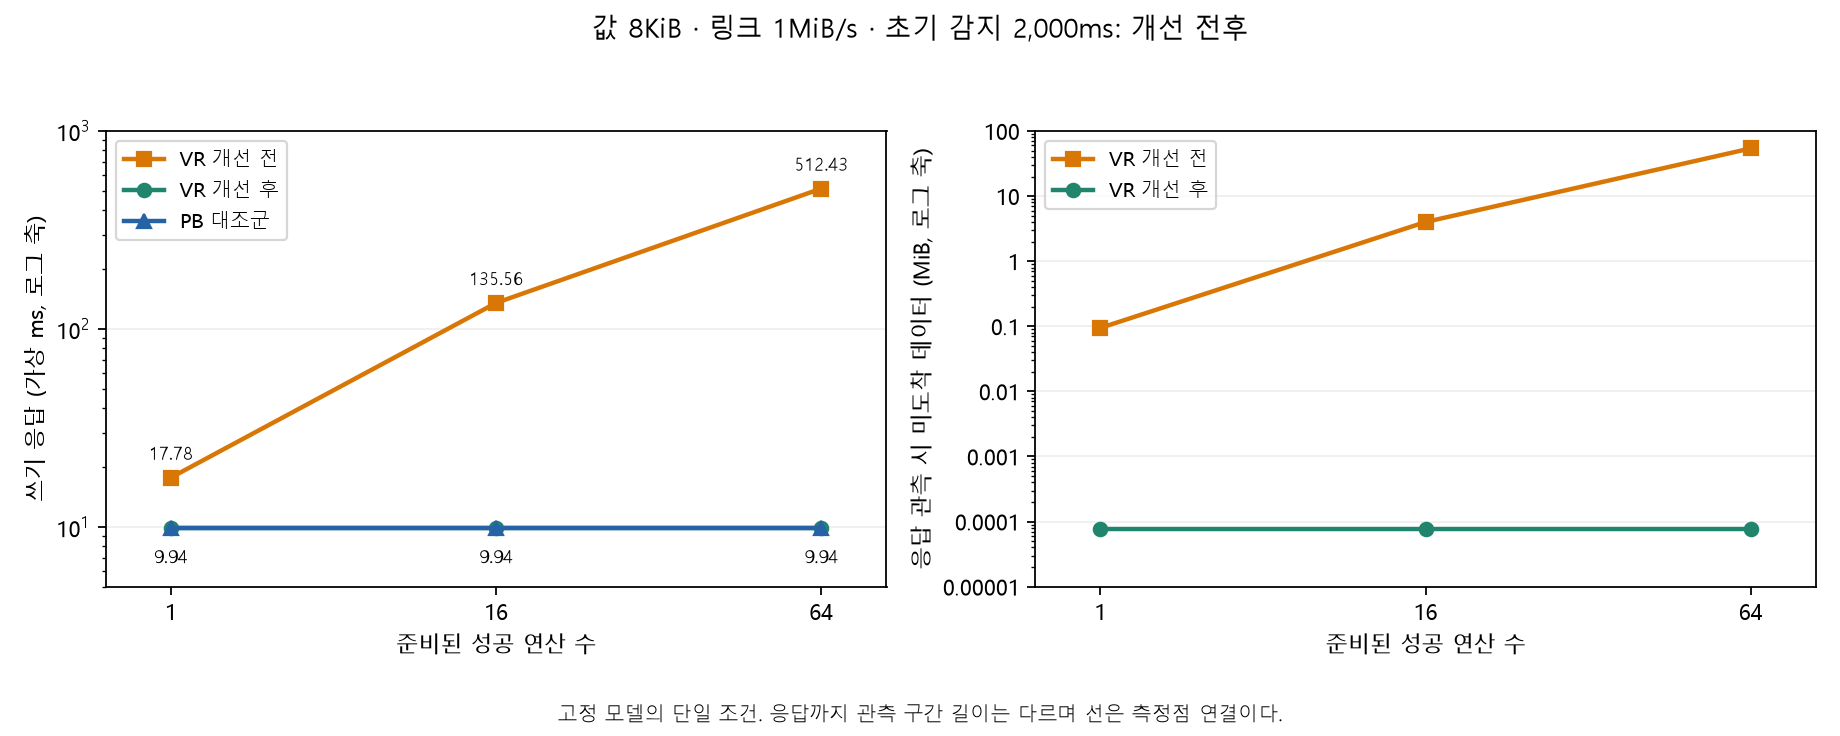 값 8KiB · 링크 1MiB/s · 초기 감지 2,000ms: 개선 전후
쓰기 응답 (가상 ms, 로그 축)
10³
10²
10¹
VR 개선 전
VR 개선 후
PB 대조군
17.78
135.56
512.43
9.94
9.94
9.94
1
16
64
준비된 성공 연산 수
응답 관측 시 미도착 데이터 (MiB, 로그 축)
100
10
1
0.1
0.01
0.001
0.0001
0.00001
VR 개선 전
VR 개선 후
1
16
64
준비된 성공 연산 수
고정 모델의 단일 조건. 응답까지 관측 구간 길이는 다르며 선은 측정점 연결이다.